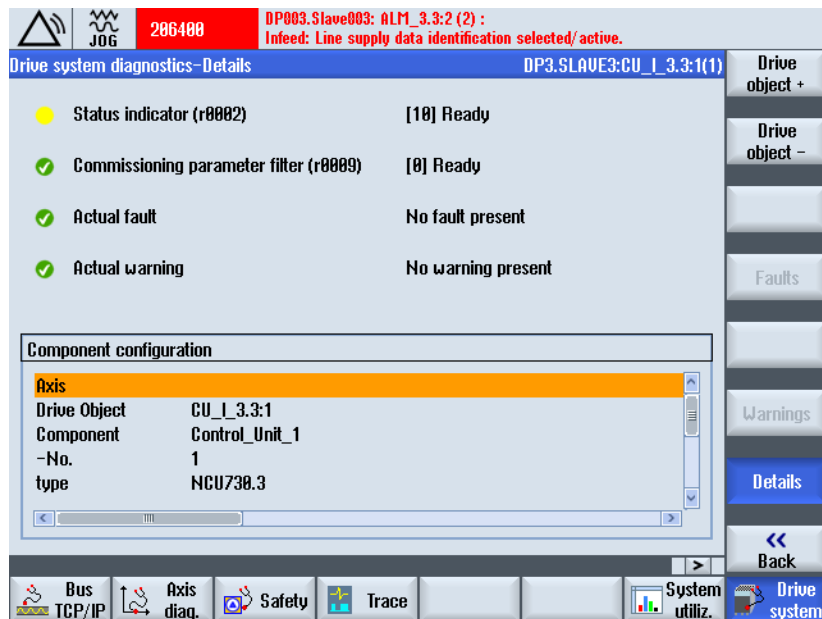 JOG
206400
DP003.Slave003: ALM_3.3:2 (2) :
Infeed: Line supply data identification selected/active.
Drive system diagnostics-Details
DP3.SLAVE3:CU_I_3.3:1(1)
Status indicator (r0002)
[10] Ready
Commissioning parameter filter (r0009)
[0] Ready
Actual fault
No fault present
Actual warning
No warning present
Component configuration
Axis
Drive Object
CU_I_3.3:1
Component
Control_Unit_1
-No.
1
type
NCU730.3
Drive
object +
Drive
object -
Faults
Warnings
Details
<<
Back
>
Bus
TCP/IP
Axis
diag.
Safety
Trace
System
utiliz.
Drive
system